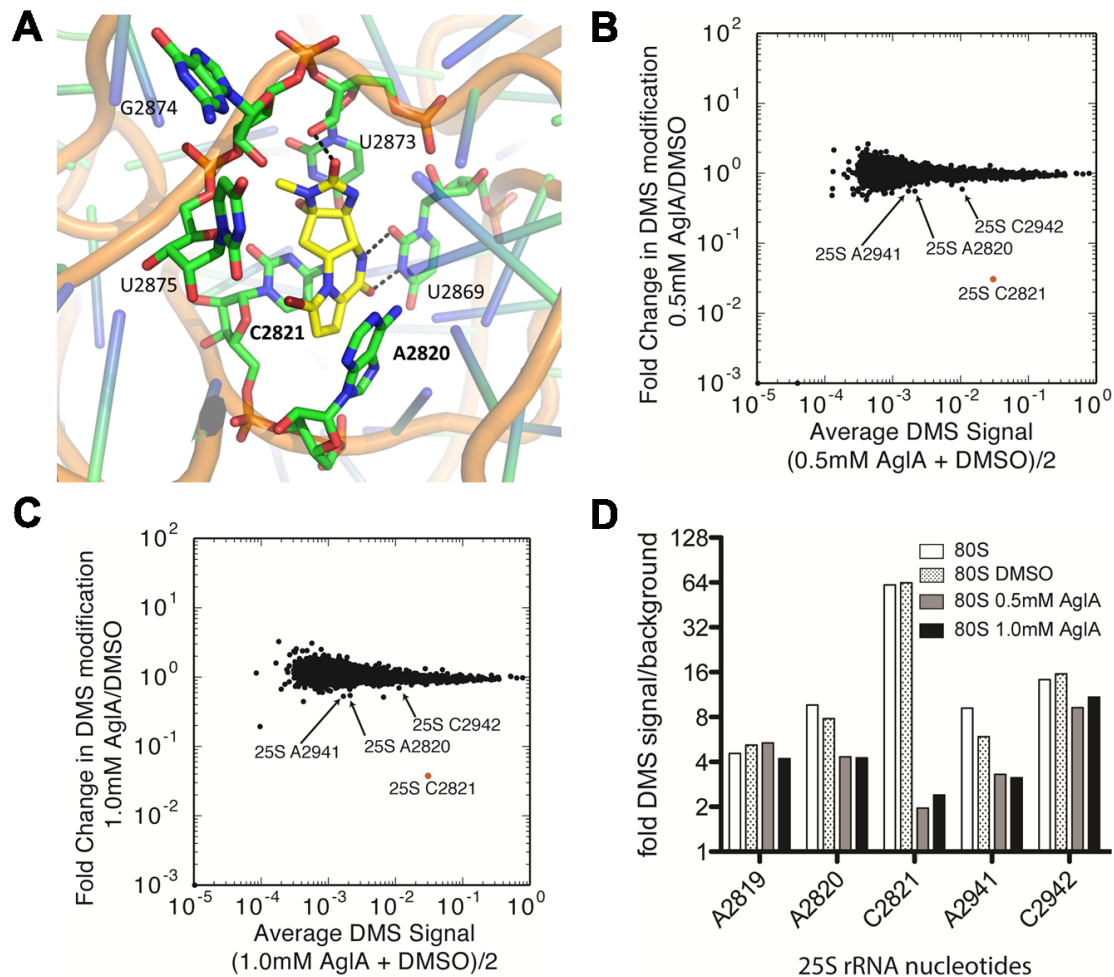 A
G2874
U2873
U2875
U2869
C2821
A2820
B
Fold Change in DMS modification
0.5mM AglA/DMSO
10^2
10^1
10^0
10^-1
10^-2
10^-3
25S C2942
25S A2941
25S A2820
25S C2821
10^-5 10^-4 10^-3 10^-2 10^-1 10^0
Average DMS Signal
(0.5mM AglA + DMSO)/2
C
Fold Change in DMS modification
1.0mM AglA/DMSO
10^2
10^1
10^0
10^-1
10^-2
10^-3
25S C2942
25S A2941
25S A2820
25S C2821
10^-5 10^-4 10^-3 10^-2 10^-1 10^0
Average DMS Signal
(1.0mM AglA + DMSO)/2
D
fold DMS signal/background
128
64
32
16
8
4
2
1
80S
80S DMSO
80S 0.5mM AglA
80S 1.0mM AglA
A2819
A2820
C2821
A2941
C2942
25S rRNA nucleotides